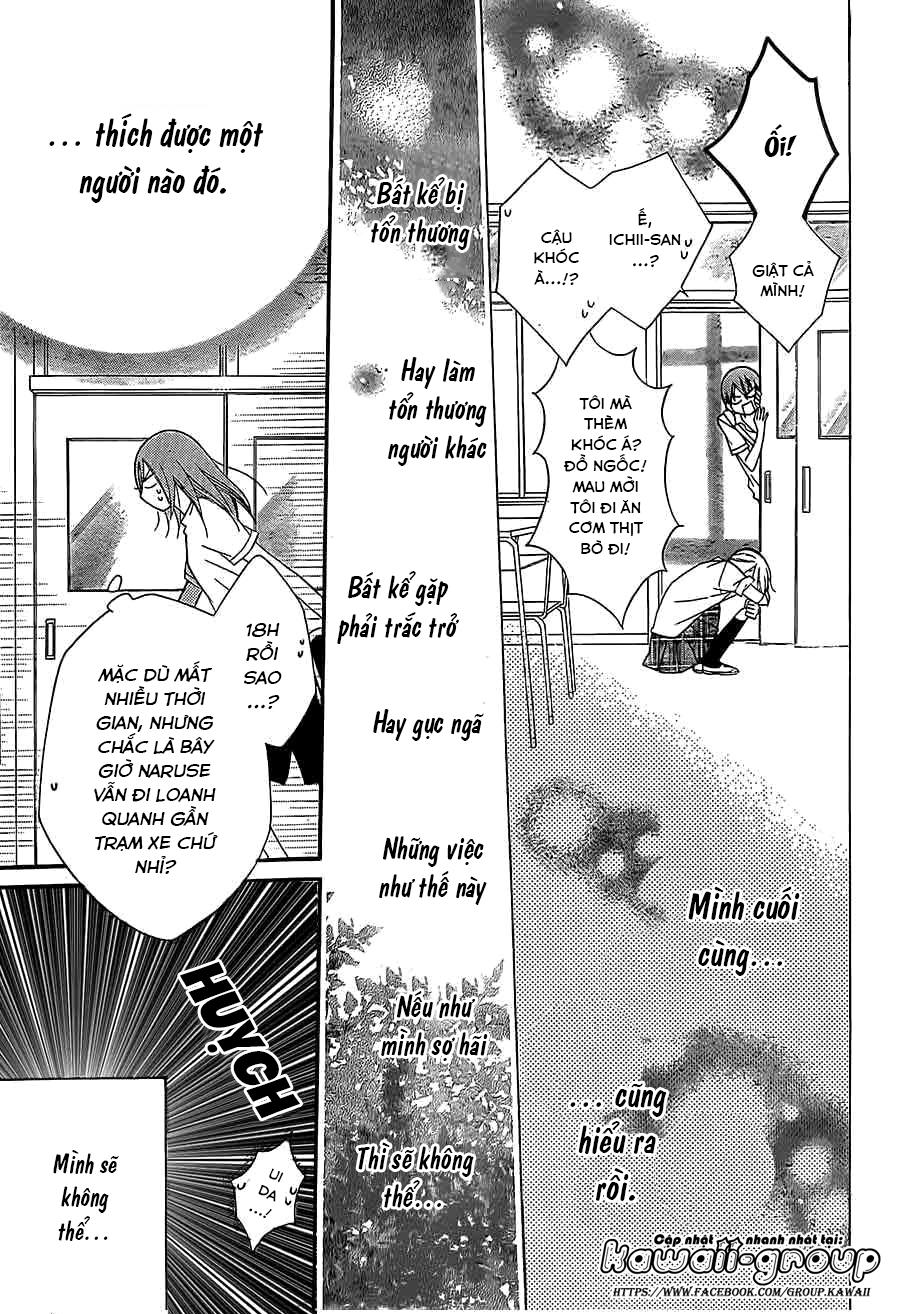 Ối!
GIẬT CẢ
MÌNH!
Ế,
ICHII-SAN
...?
CẬU
KHÓC
À...!?
TÔI MÀ
THÈM
KHÓC Á?
ĐỒ NGỐC!
MAU MỜI
TÔI ĐI ĂN
CƠM THỊT
BÒ ĐI!
Mình cuối
cùng...
... cũng
hiểu ra
rồi.
Bất kể bị
tổn thương
Hay làm
tổn thương
người khác
Bất kể gặp
phải trắc trở
Hay gục ngã
Những việc
như thế này
Nếu như
mình sợ hãi
Thì sẽ không
thể...
... thích được một
người nào đó.
18H
RỒI
SAO
...?
MẶC DÙ MẤT
NHIỀU THỜI
GIAN, NHƯNG
CHẮC LÀ BÂY
GIỜ NARUSE
VẪN ĐI LOANH
QUANH GẦN
TRẠM XE CHỨ
NHỈ?
HUỴCH
UI
DA
...!
Mình sẽ
không
thể...
Cập nhật nhanh nhất tại:
kawaii-group
HTTPS://WWW.FACEBOOK.COM/GROUP.KAWAII